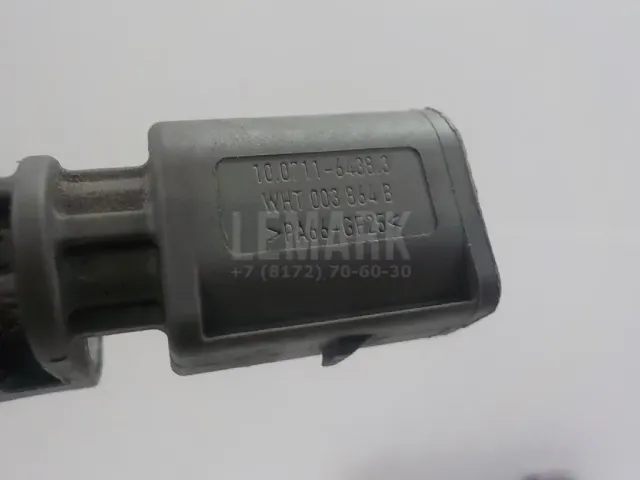 10.0711-6438.3
WHT 003 864 B
>PA66-GF25<
LEMARK
+7 (8172) 70-60-30